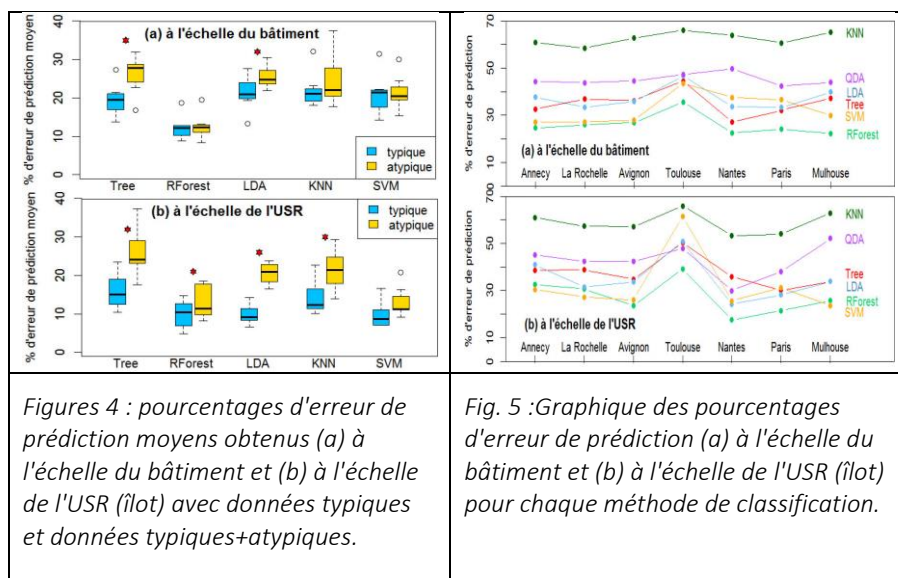 % d'erreur de prédiction moyen
40
30
20
10
0
(a) à l'échelle du bâtiment
typique
atypique
Tree RForest LDA KNN SVM
% d'erreur de prédiction moyen
40
30
20
10
0
(b) à l'échelle de l'USR
typique
atypique
Tree RForest LDA KNN SVM
% d'erreur de prédiction
70
50
30
10
KNN
QDA
LDA
Tree
SVM
RForest
(a) à l'échelle du bâtiment
Annecy La Rochelle Avignon Toulouse Nantes Paris Mulhouse
% d'erreur de prédiction
70
50
30
0
0
KNN
QDA
Tree
LDA
RForest
SVM
(b) à l'échelle de l'USR
Annecy La Rochelle Avignon Toulouse Nantes Paris Mulhouse
Figures 4 : pourcentages d'erreur de
prédiction moyens obtenus (a) à
l'échelle du bâtiment et (b) à l'échelle
de l'USR (îlot) avec données typiques
et données typiques+atypiques.
Fig. 5 :Graphique des pourcentages
d'erreur de prédiction (a) à l'échelle du
bâtiment et (b) à l'échelle de l'USR (îlot)
pour chaque méthode de classification.